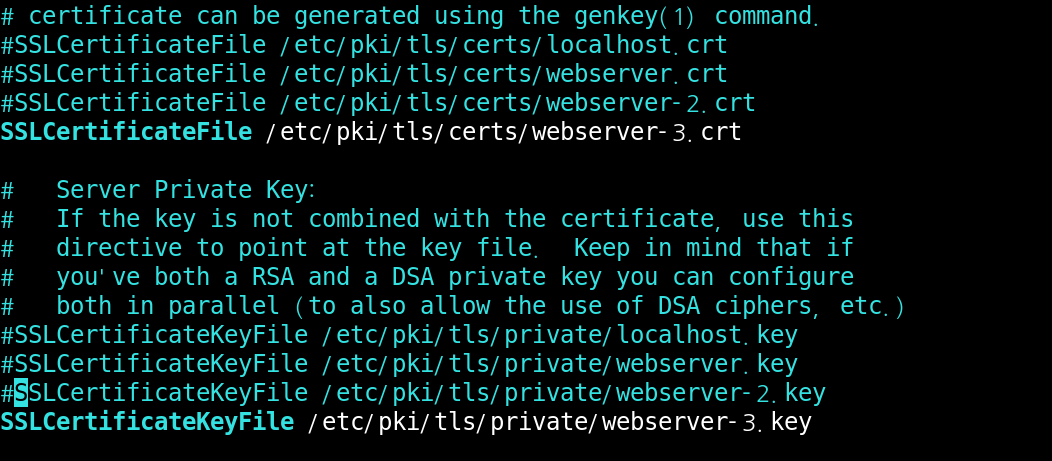 # certificate can be generated using the genkey(1) command.
#SSLCertificateFile /etc/pki/tls/certs/localhost.crt
#SSLCertificateFile /etc/pki/tls/certs/webserver.crt
#SSLCertificateFile /etc/pki/tls/certs/webserver-2.crt
SSLCertificateFile /etc/pki/tls/certs/webserver-3.crt

#   Server Private Key:
#   If the key is not combined with the certificate, use this
#   directive to point at the key file.  Keep in mind that if
#   you've both a RSA and a DSA private key you can configure
#   both in parallel (to also allow the use of DSA ciphers, etc.)
#SSLCertificateKeyFile /etc/pki/tls/private/localhost.key
#SSLCertificateKeyFile /etc/pki/tls/private/webserver.key
#SSLCertificateKeyFile /etc/pki/tls/private/webserver-2.key
SSLCertificateKeyFile /etc/pki/tls/private/webserver-3.key